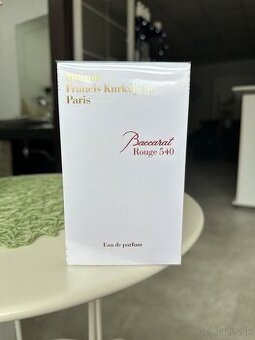 Maison
Francis Kurkdjian
Paris
Baccarat
Rouge 540
Eau de parfum